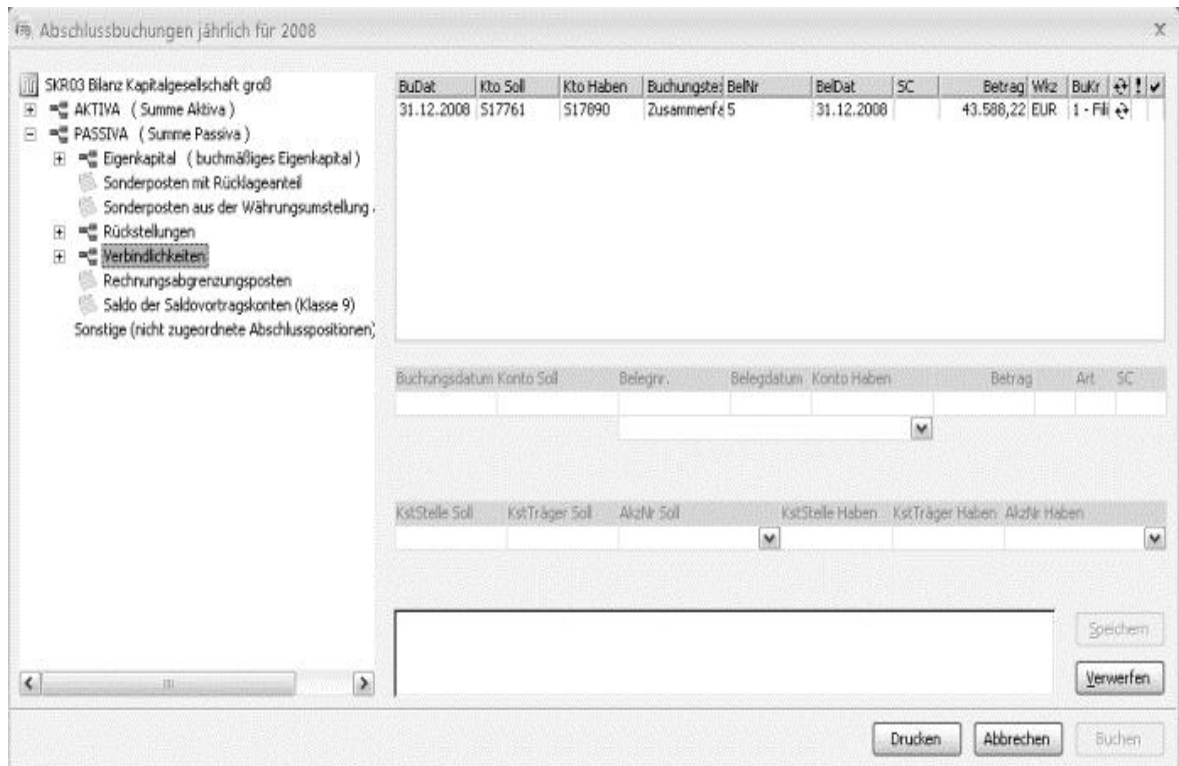 Abschlussbuchungen jährlich für 2008
SKR03 Bilanz Kapitalgesellschaft groß
AKTIVA ( Summe Aktiva )
PASSIVA ( Summe Passiva )
Eigenkapital ( buchmäßiges Eigenkapital )
Sonderposten mit Rücklageanteil
Sonderposten aus der Währungsumstellung
Rückstellungen
Verbindlichkeiten
Rechnungsabgrenzungsposten
Saldo der Saldovortragskonten (Klasse 9)
Sonstige (nicht zugeordnete Abschlusspositionen)
BuDat Kto Soll Kto Haben Buchungste: BelNr BelDat SC Betrag Wkz BuKr ! ✔
31.12.2008 S17761 S17890 Zusammenfa 5 31.12.2008 43.588,22 EUR 1 - Fili
Buchungsdatum Konto Soll Belegnr. Belegdatum Konto Haben Betrag Art SC
KstStelle Soll KstTräger Soll AkzNr Soll KstStelle Haben KstTräger Haben AkzNr Haben
Speichern
Verwerfen
Drucken Abbrechen Buchen